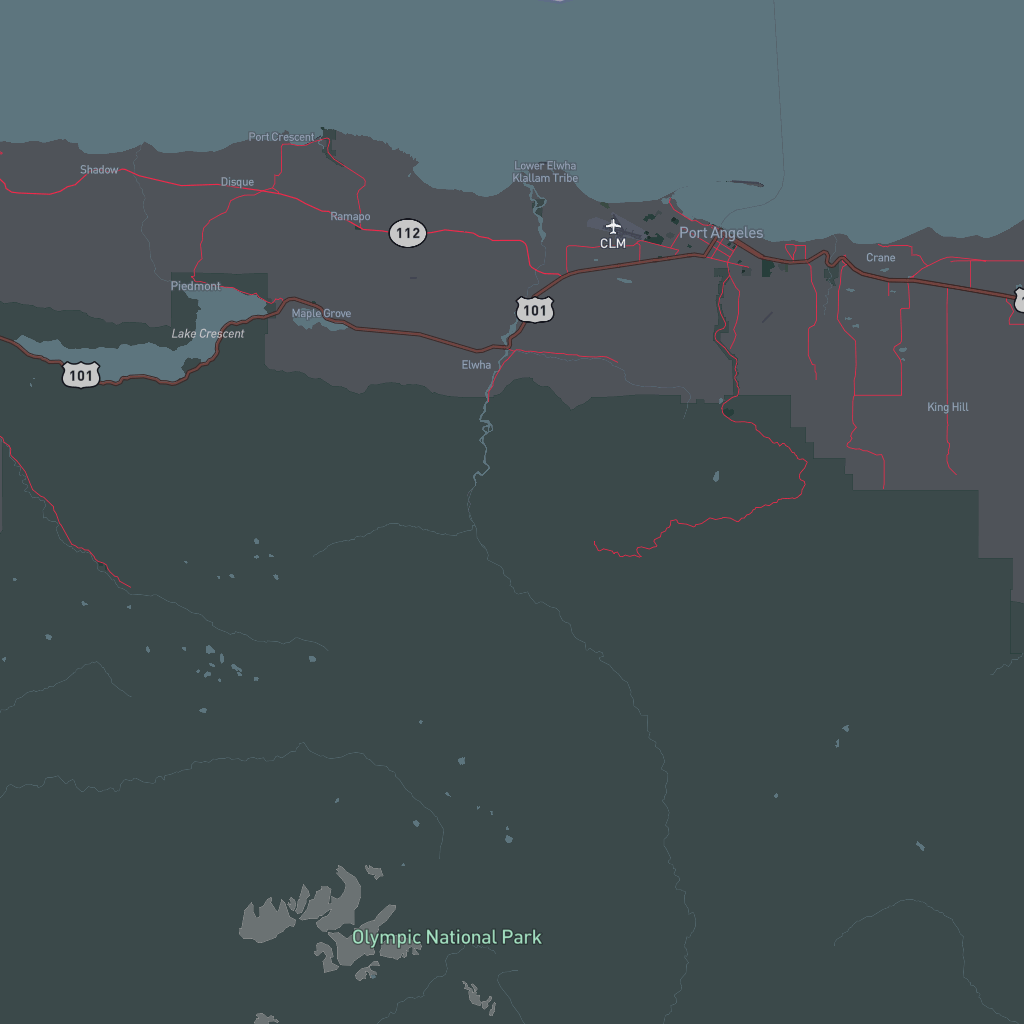 Port Crescent
Shadow
Disque
Lower Elwha
Klallam Tribe
Ramapo
112
CLM
Port Angeles
Crane
Piedmont
101
Maple Grove
Lake Crescent
Elwha
101
King Hill
Olympic National Park